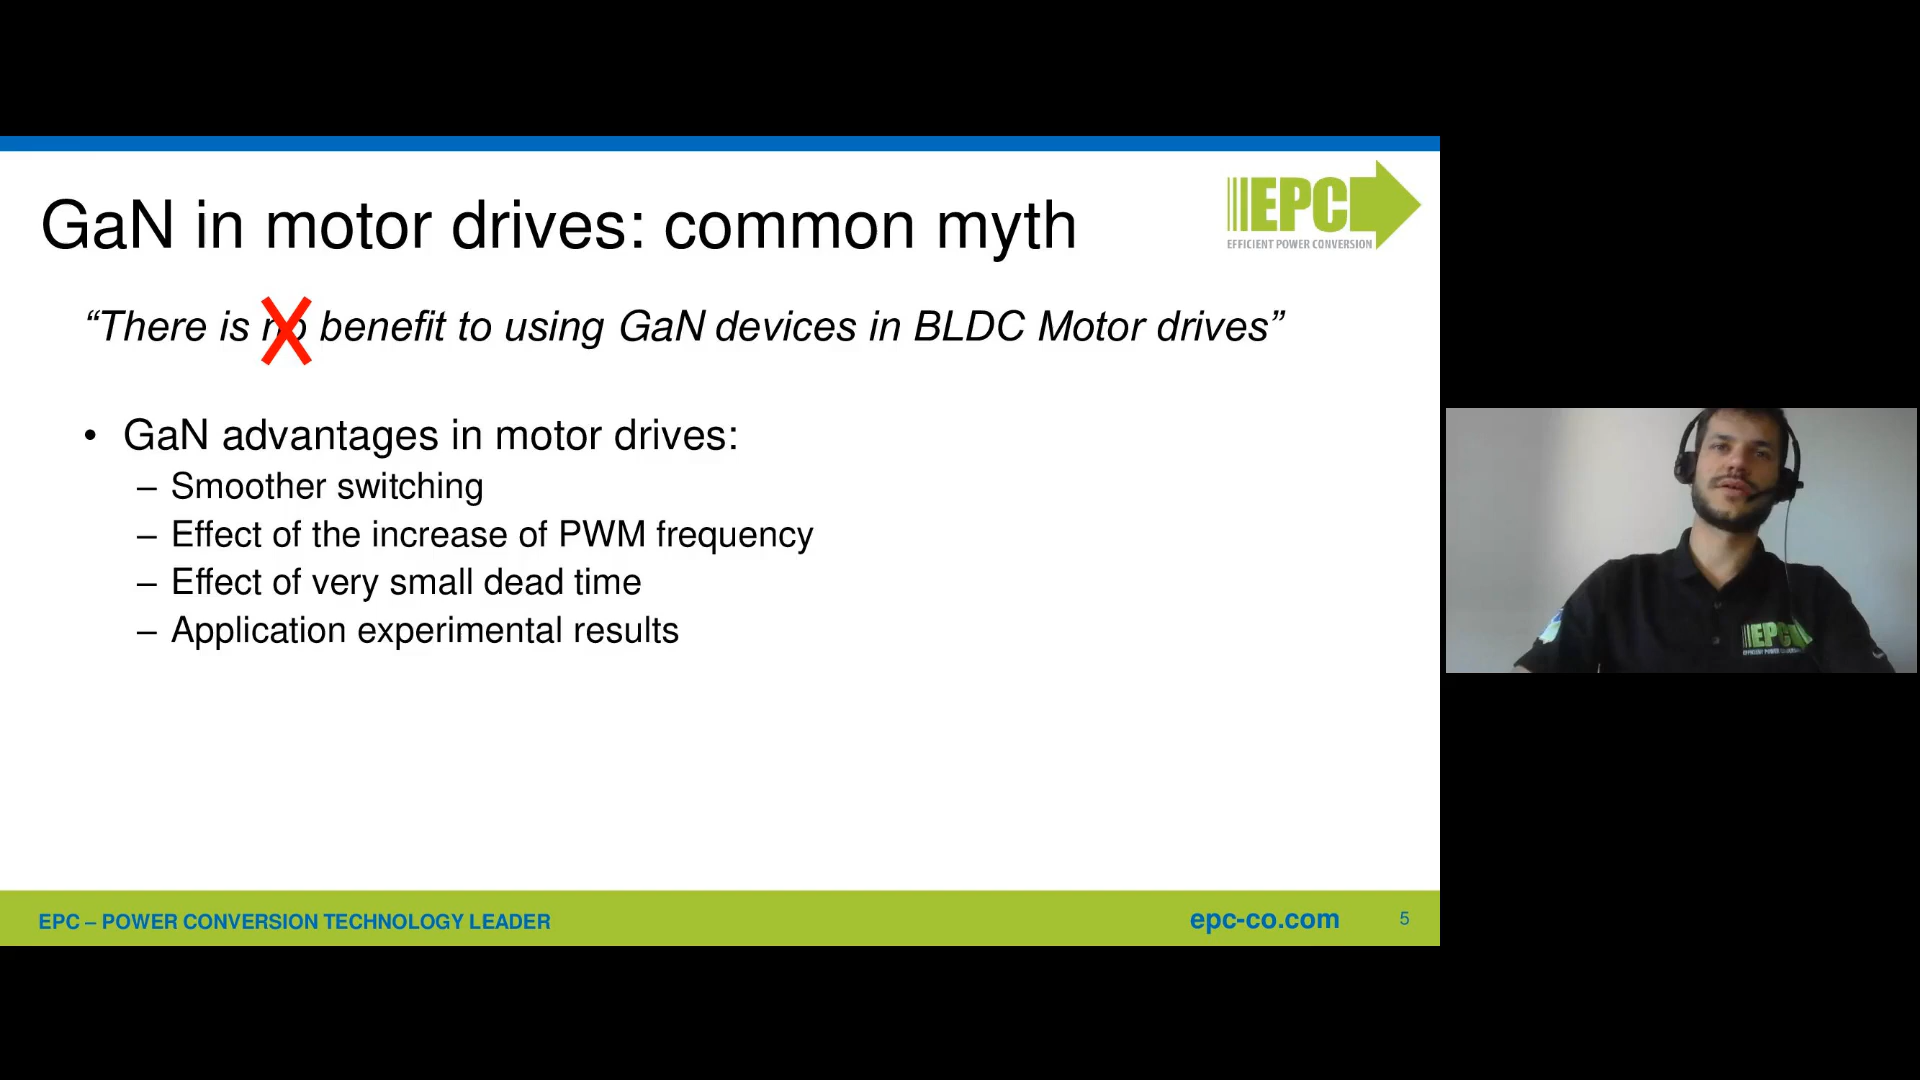 GaN in motor drives: common myth
EPC
EFFICIENT POWER CONVERSION
“There is no benefit to using GaN devices in BLDC Motor drives”
• GaN advantages in motor drives:
– Smoother switching
– Effect of the increase of PWM frequency
– Effect of very small dead time
– Application experimental results
EPC
EPC – POWER CONVERSION TECHNOLOGY LEADER
epc-co.com
5